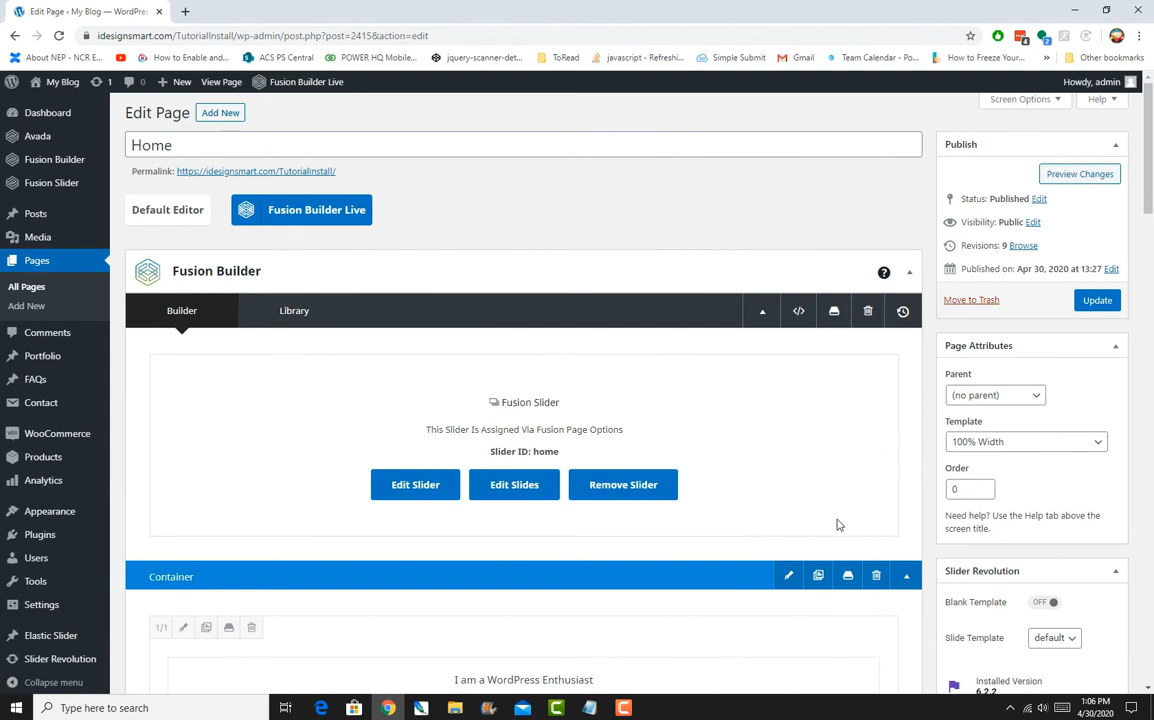 Edit Page ‹ My Blog — WordPres
idesignsmart.com/TutorialInstall/wp-admin/post.php?post=2415&action=edit
About NEP - NCR E...
How to Enable and...
ACS PS Central
POWER HQ Mobile...
jquery-scanner-det...
ToRead
javascript - Refreshi...
Simple Submit
Gmail
Team Calendar - Po...
How to Freeze Your...
»
Other bookmarks
My Blog
1
0
New
View Page
Fusion Builder Live
Howdy, admin
Dashboard
Avada
Fusion Builder
Fusion Slider
Posts
Media
Pages
All Pages
Add New
Comments
Portfolio
FAQs
Contact
WooCommerce
Products
Analytics
Appearance
Plugins
Users
Tools
Settings
Elastic Slider
Slider Revolution
Collapse menu
Edit Page
Add New
Screen Options
Help
Home
Permalink: https://idesignsmart.com/TutorialInstall/
Default Editor
Fusion Builder Live
Fusion Builder
?
Builder
Library
</>
Fusion Slider
This Slider Is Assigned Via Fusion Page Options
Slider ID: home
Edit Slider
Edit Slides
Remove Slider
Container
1/1
I am a WordPress Enthusiast
Publish
Preview Changes
Status: Published Edit
Visibility: Public Edit
Revisions: 9 Browse
Published on: Apr 30, 2020 at 13:27 Edit
Move to Trash
Update
Page Attributes
Parent
(no parent)
Template
100% Width
Order
0
Need help? Use the Help tab above the
screen title.
Slider Revolution
Blank Template
OFF
Slide Template
default
Installed Version
6.2.2
Type here to search
1:06 PM
4/30/2020